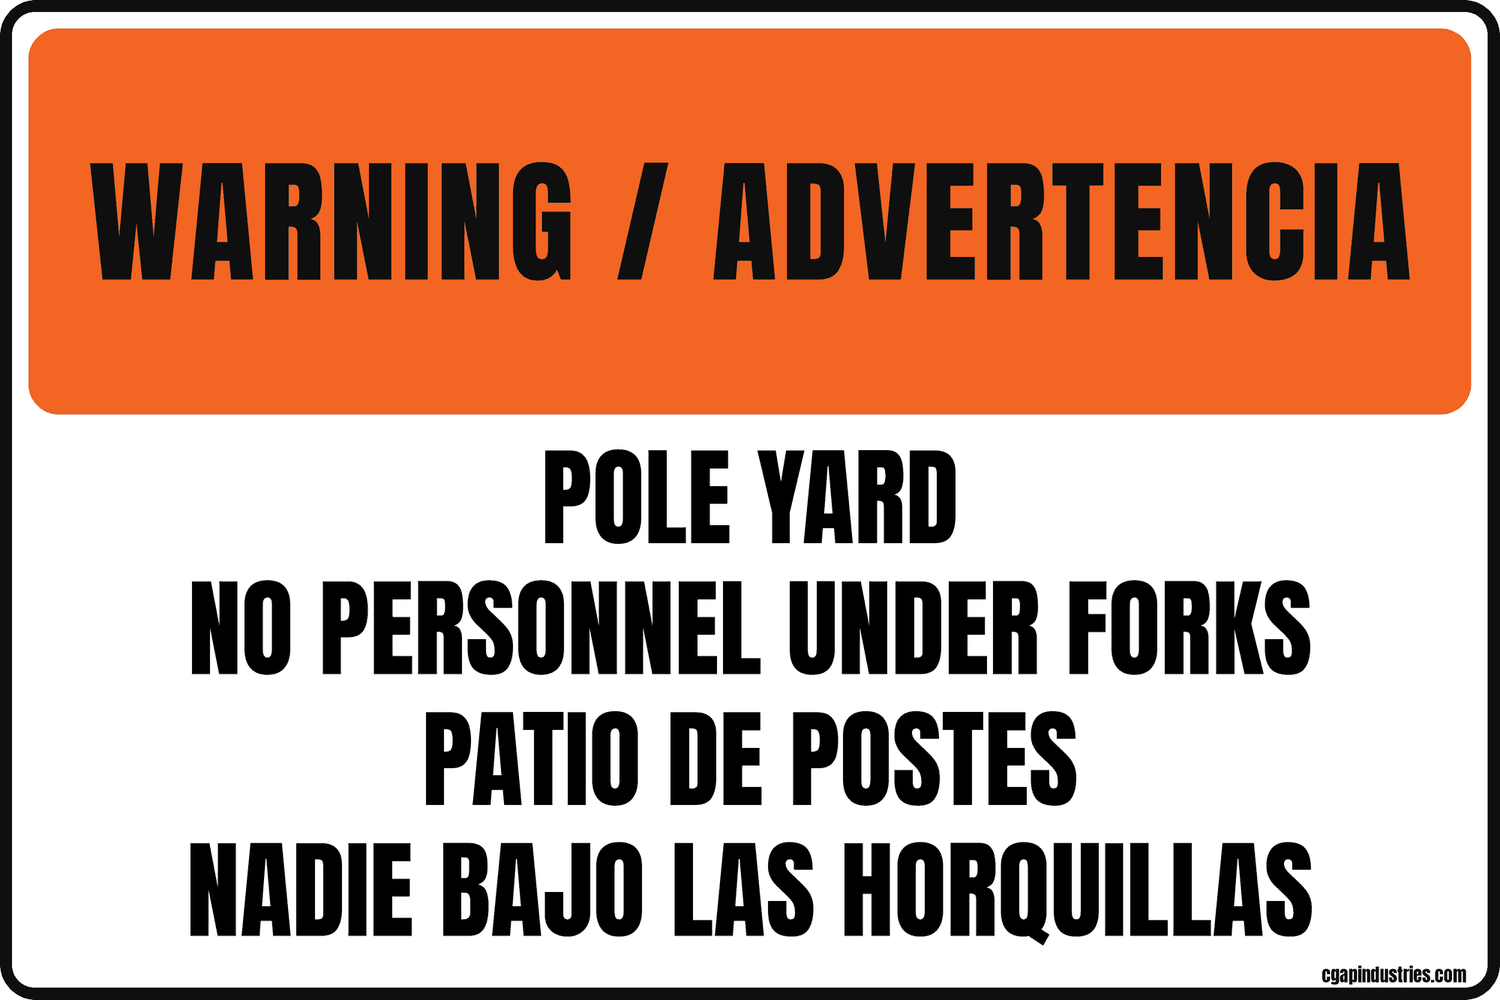 WARNING / ADVERTENCIA
POLE YARD
NO PERSONNEL UNDER FORKS
PATIO DE POSTES
NADIE BAJO LAS HORQUILLAS
cgapindustries.com